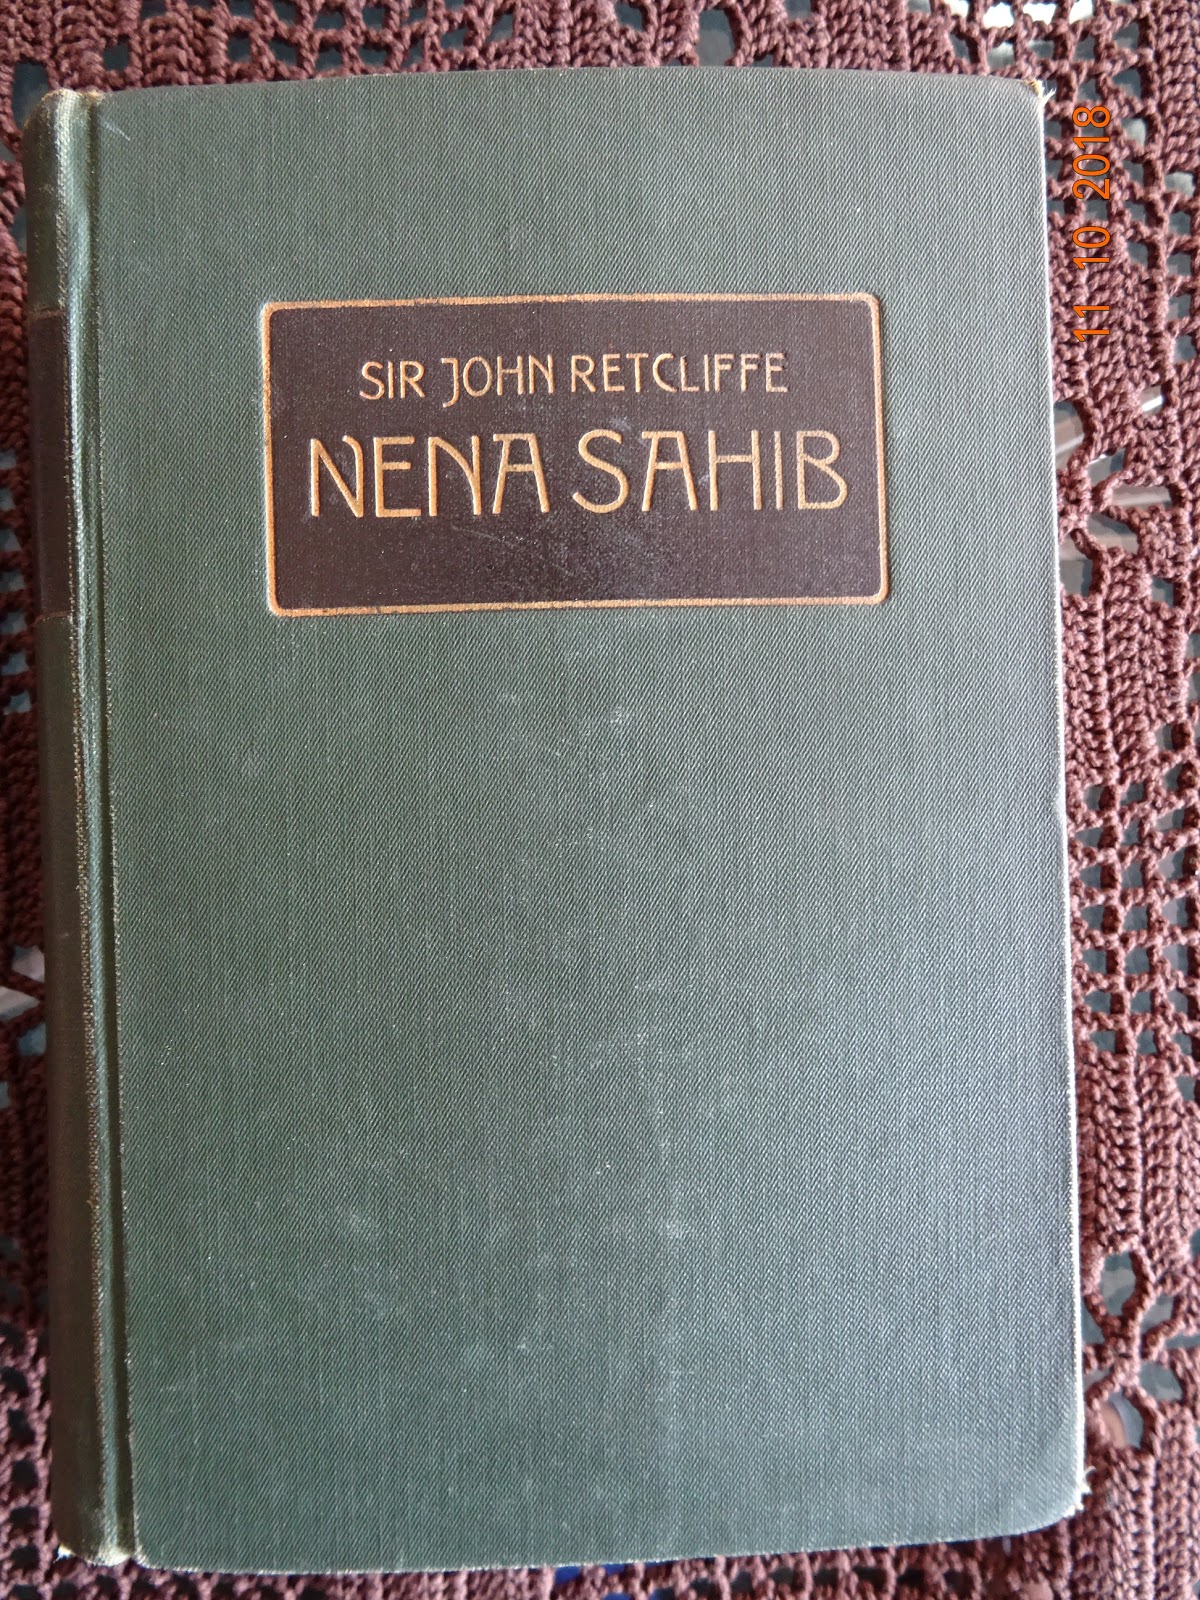 SIR JOHN RETCLIFFE
NENA SAHIB
11 10 2018